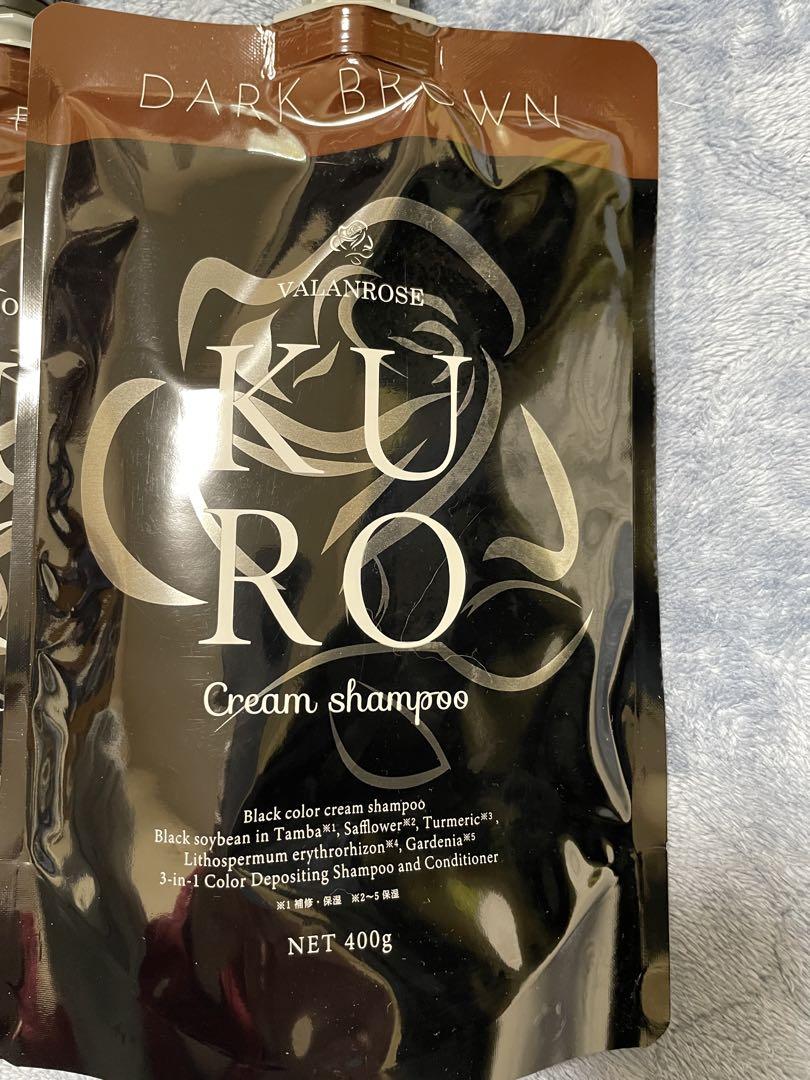 DARK BROWN
VALANROSE
KU
RO
Cream shampoo
Black color cream shampoo
Black soybean in Tamba※1, Safflower※2, Turmeric※3,
Lithospermum erythrorhizon※4, Gardenia※5
3-in-1 Color Depositing Shampoo and Conditioner
※1 補修・保湿 ※2～5 保湿
NET 400g